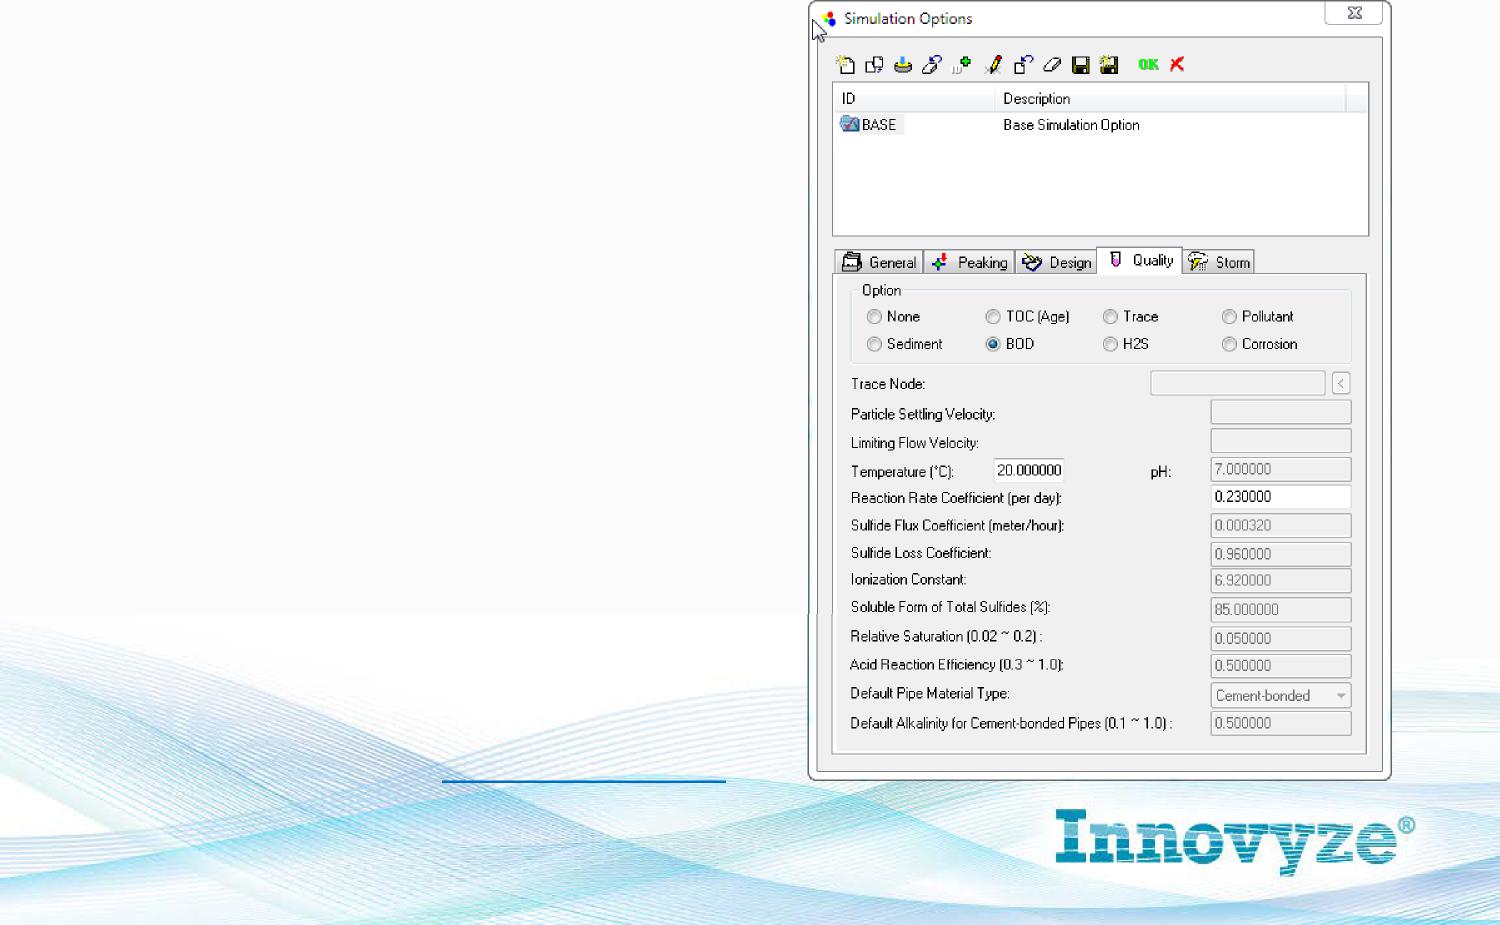 Simulation Options
OK
ID Description
BASE Base Simulation Option
General Peaking Design Quality Storm
Option
None TOC (Age) Trace Pollutant
Sediment BOD H2S Corrosion
Trace Node: <
Particle Settling Velocity:
Limiting Flow Velocity:
Temperature (°C): 20.000000 pH: 7.000000
Reaction Rate Coefficient (per day): 0.230000
Sulfide Flux Coefficient (meter/hour): 0.000320
Sulfide Loss Coefficient: 0.960000
Ionization Constant: 6.920000
Soluble Form of Total Sulfides (%): 85.000000
Relative Saturation (0.02 ~ 0.2) : 0.050000
Acid Reaction Efficiency (0.3 ~ 1.0): 0.500000
Default Pipe Material Type: Cement-bonded
Default Alkalinity for Cement-bonded Pipes (0.1 ~ 1.0) : 0.500000
Innovyze®